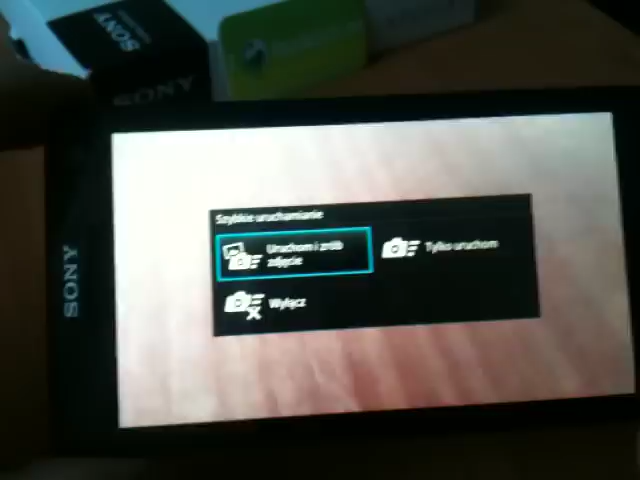 SONY
SONY
SONY
Szybkie uruchamianie
Uruchom i zrób
zdjęcie
Tylko uruchom
Wyłącz